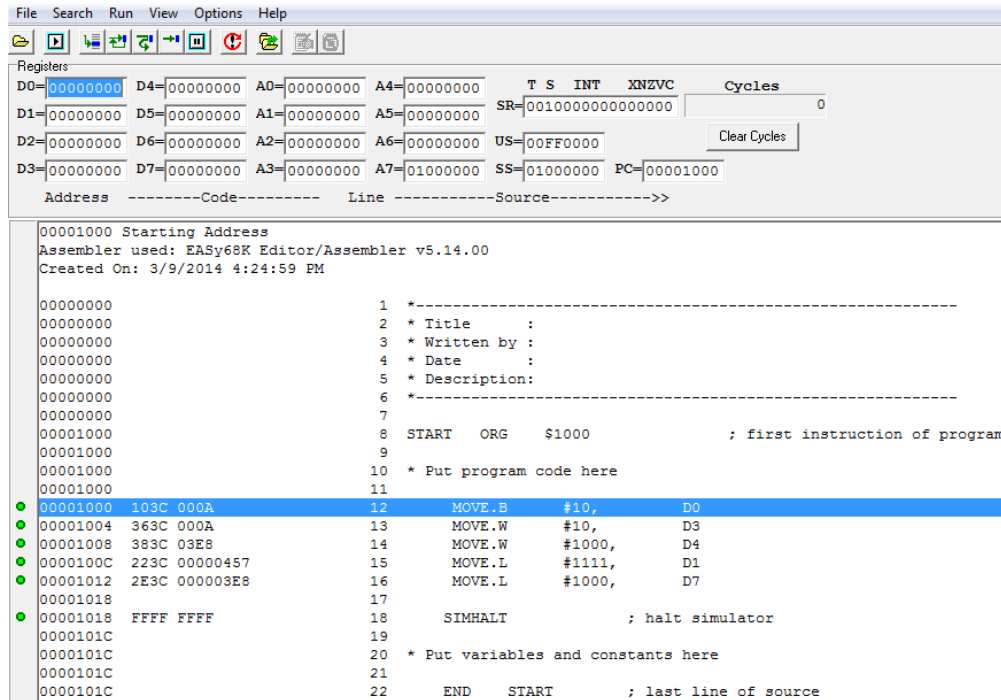 File Search Run View Options Help
Registers
D0= 00000000 D4= 00000000 A0= 00000000 A4= 00000000 T S INT XNZVC Cycles
SR= 0010000000000000 0
D1= 00000000 D5= 00000000 A1= 00000000 A5= 00000000
D2= 00000000 D6= 00000000 A2= 00000000 A6= 00000000 US= 00FF0000 Clear Cycles
D3= 00000000 D7= 00000000 A3= 00000000 A7= 01000000 SS= 01000000 PC= 00001000
Address --------Code--------- Line -----------Source----------->>
00001000 Starting Address
Assembler used: EASy68K Editor/Assembler v5.14.00
Created On: 3/9/2014 4:24:59 PM
00000000 1 *-----------------------------------------------------------
00000000 2 * Title :
00000000 3 * Written by :
00000000 4 * Date :
00000000 5 * Description:
00000000 6 *-----------------------------------------------------------
00000000 7
00001000 8 START ORG $1000 ; first instruction of program
00001000 9
00001000 10 * Put program code here
00001000 11
00001000 103C 000A 12 MOVE.B #10, D0
00001004 363C 000A 13 MOVE.W #10, D3
00001008 383C 03E8 14 MOVE.W #1000, D4
0000100C 223C 00000457 15 MOVE.L #1111, D1
00001012 2E3C 000003E8 16 MOVE.L #1000, D7
00001018 17
00001018 FFFF FFFF 18 SIMHALT ; halt simulator
0000101C 19
0000101C 20 * Put variables and constants here
0000101C 21
0000101C 22 END START ; last line of source